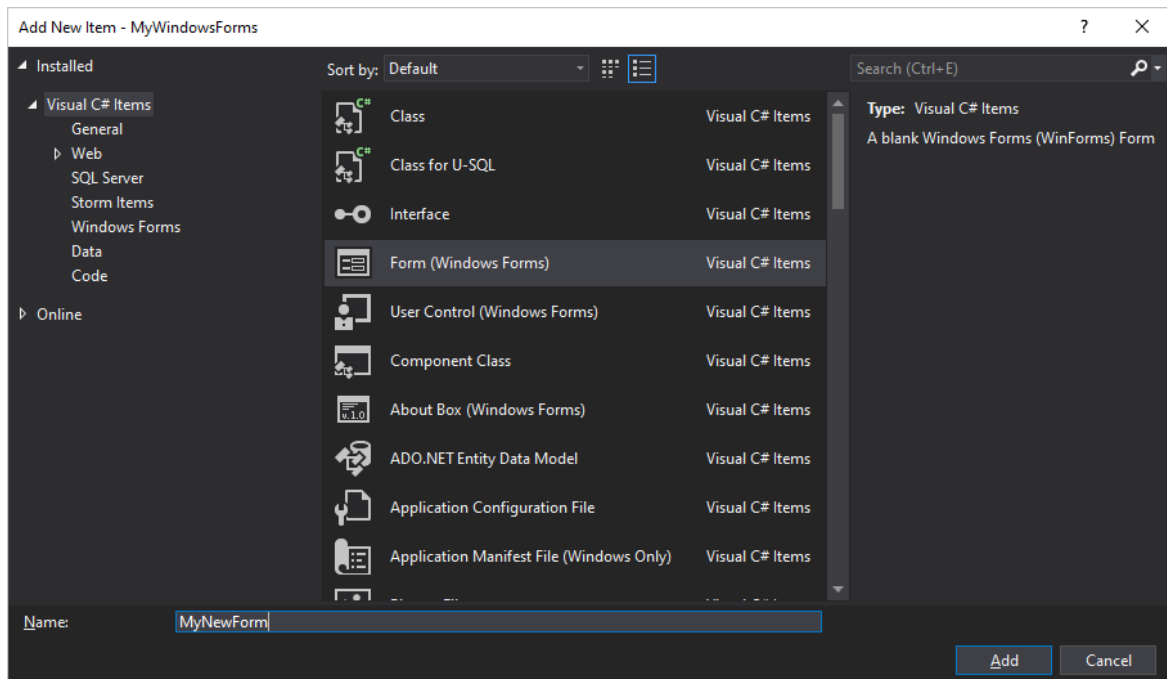 Add New Item - MyWindowsForms
?
Installed
Sort by: Default
Search (Ctrl+E)
Visual C# Items
General
Web
SQL Server
Storm Items
Windows Forms
Data
Code
Online
C# Class Visual C# Items
C# Class for U-SQL Visual C# Items
Interface Visual C# Items
Form (Windows Forms) Visual C# Items
User Control (Windows Forms) Visual C# Items
Component Class Visual C# Items
v.1.0 About Box (Windows Forms) Visual C# Items
ADO.NET Entity Data Model Visual C# Items
Application Configuration File Visual C# Items
Application Manifest File (Windows Only) Visual C# Items
Type: Visual C# Items
A blank Windows Forms (WinForms) Form
Name: MyNewForm
Add Cancel